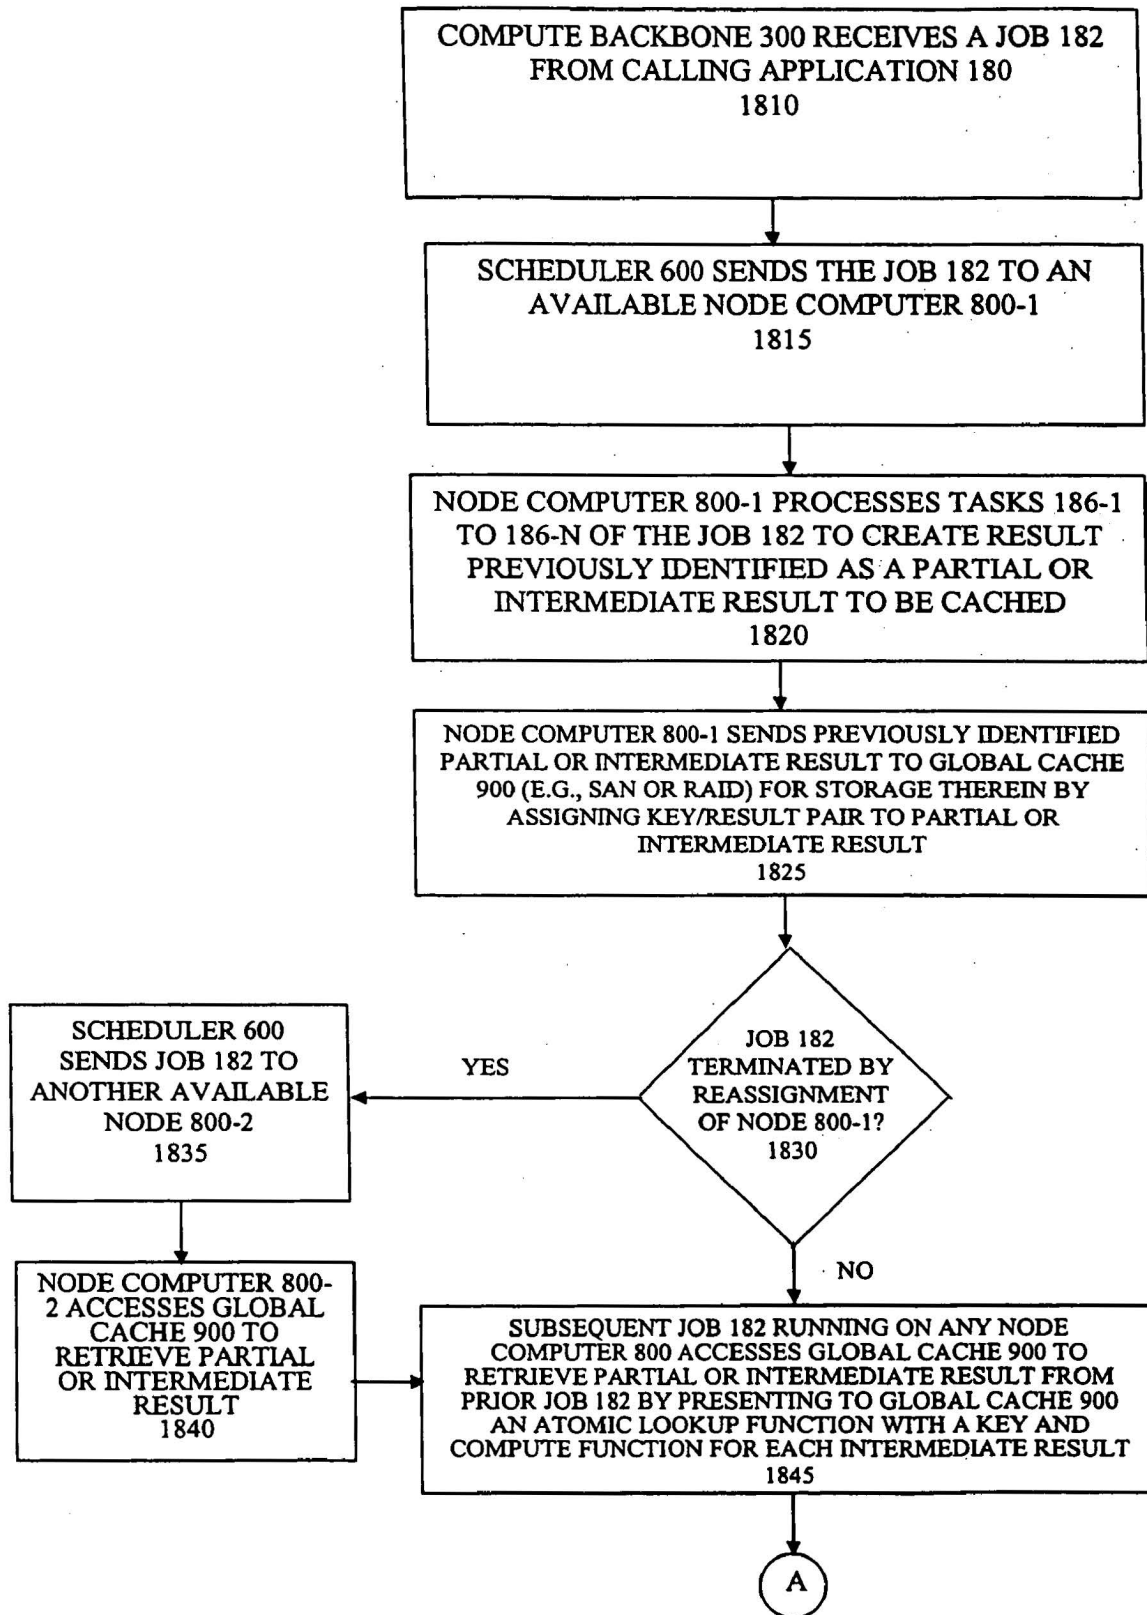 COMPUTE BACKBONE 300 RECEIVES A JOB 182
FROM CALLING APPLICATION 180
1810
SCHEDULER 600 SENDS THE JOB 182 TO AN
AVAILABLE NODE COMPUTER 800-1
1815
NODE COMPUTER 800-1 PROCESSES TASKS 186-1
TO 186-N OF THE JOB 182 TO CREATE RESULT
PREVIOUSLY IDENTIFIED AS A PARTIAL OR
INTERMEDIATE RESULT TO BE CACHED
1820
NODE COMPUTER 800-1 SENDS PREVIOUSLY IDENTIFIED
PARTIAL OR INTERMEDIATE RESULT TO GLOBAL CACHE
900 (E.G., SAN OR RAID) FOR STORAGE THEREIN BY
ASSIGNING KEY/RESULT PAIR TO PARTIAL OR
INTERMEDIATE RESULT
1825
JOB 182
TERMINATED BY
REASSIGNMENT
OF NODE 800-1?
1830
YES
SCHEDULER 600
SENDS JOB 182 TO
ANOTHER AVAILABLE
NODE 800-2
1835
NODE COMPUTER 800-
2 ACCESSES GLOBAL
CACHE 900 TO
RETRIEVE PARTIAL
OR INTERMEDIATE
RESULT
1840
NO
SUBSEQUENT JOB 182 RUNNING ON ANY NODE
COMPUTER 800 ACCESSES GLOBAL CACHE 900 TO
RETRIEVE PARTIAL OR INTERMEDIATE RESULT FROM
PRIOR JOB 182 BY PRESENTING TO GLOBAL CACHE 900
AN ATOMIC LOOKUP FUNCTION WITH A KEY AND
COMPUTE FUNCTION FOR EACH INTERMEDIATE RESULT
1845
A